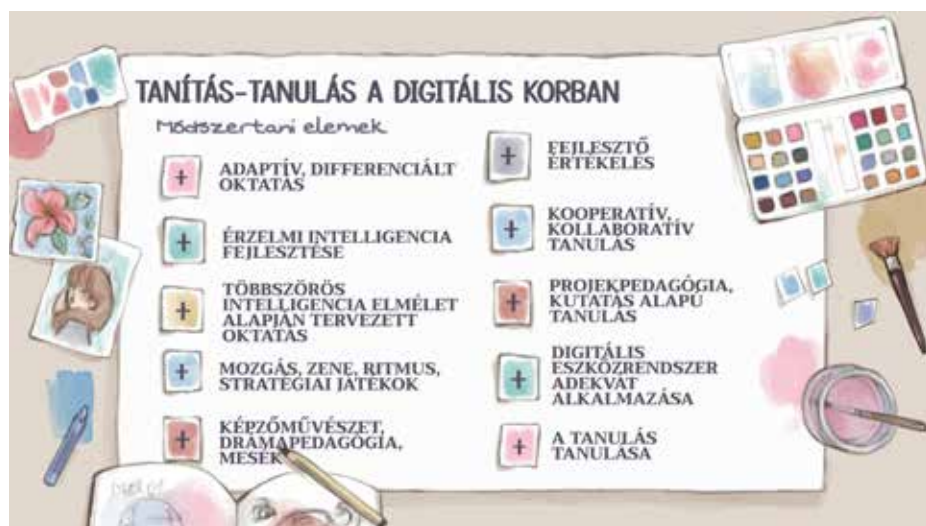 TANÍTÁS-TANULÁS A DIGITÁLIS KORBAN
Módszertani elemek
+ ADAPTÍV, DIFFERENCIÁLT
OKTATÁS
+ ÉRZELMI INTELLIGENCIA
FEJLESZTÉSE
+ TÖBBSZÖRÖS
INTELLIGENCIA ELMÉLET
ALAPJÁN TERVEZETT
OKTATÁS
+ MOZGÁS, ZENE, RITMUS,
STRATÉGIAI JÁTÉKOK
+ KÉPZŐMŰVÉSZET,
DRÁMAPEDAGÓGIA,
MESÉK
+ FEJLESZTŐ
ÉRTÉKELÉS
+ KOOPERATÍV,
KOLLABORATÍV
TANULÁS
+ PROJEKPEDAGÓGIA,
KUTATÁS ALAPÚ
TANULÁS
+ DIGITÁLIS
ESZKÖZRENDSZER
ADEKVÁT
ALKALMAZÁSA
+ A TANULÁS
TANULÁSA